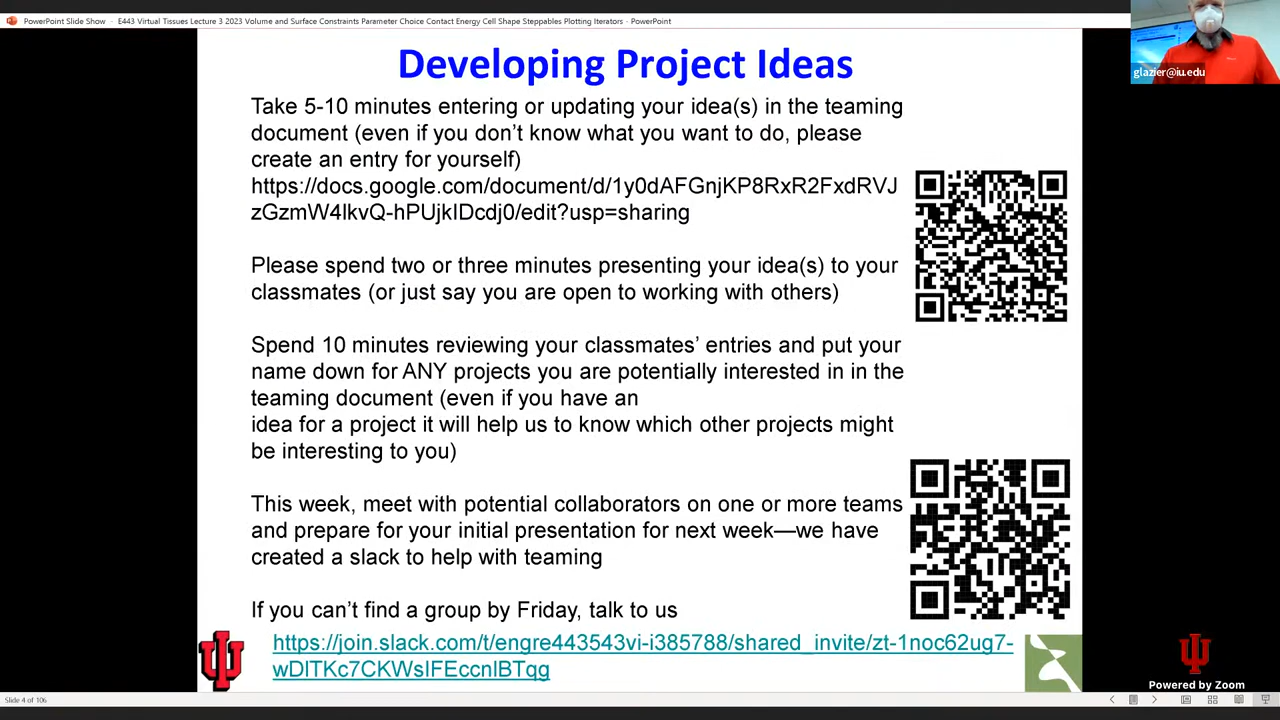 PowerPoint Slide Show - E443 Virtual Tissues Lecture 3 2023 Volume and Surface Constraints Parameter Choice Contact Energy Cell Shape Steppables Plotting Iterators - PowerPoint
glazier@iu.edu
Developing Project Ideas
Take 5-10 minutes entering or updating your idea(s) in the teaming
document (even if you don’t know what you want to do, please
create an entry for yourself)
https://docs.google.com/document/d/1y0dAFGnjKP8RxR2FxdRVJ
zGzmW4lkvQ-hPUjkIDcdj0/edit?usp=sharing
Please spend two or three minutes presenting your idea(s) to your
classmates (or just say you are open to working with others)
Spend 10 minutes reviewing your classmates’ entries and put your
name down for ANY projects you are potentially interested in in the
teaming document (even if you have an
idea for a project it will help us to know which other projects might
be interesting to you)
This week, meet with potential collaborators on one or more teams
and prepare for your initial presentation for next week—we have
created a slack to help with teaming
If you can’t find a group by Friday, talk to us
https://join.slack.com/t/engre443543vi-i385788/shared_invite/zt-1noc62ug7-
wDlTKc7CKWsIFEccnlBTqg
Powered by Zoom
Slide 4 of 106